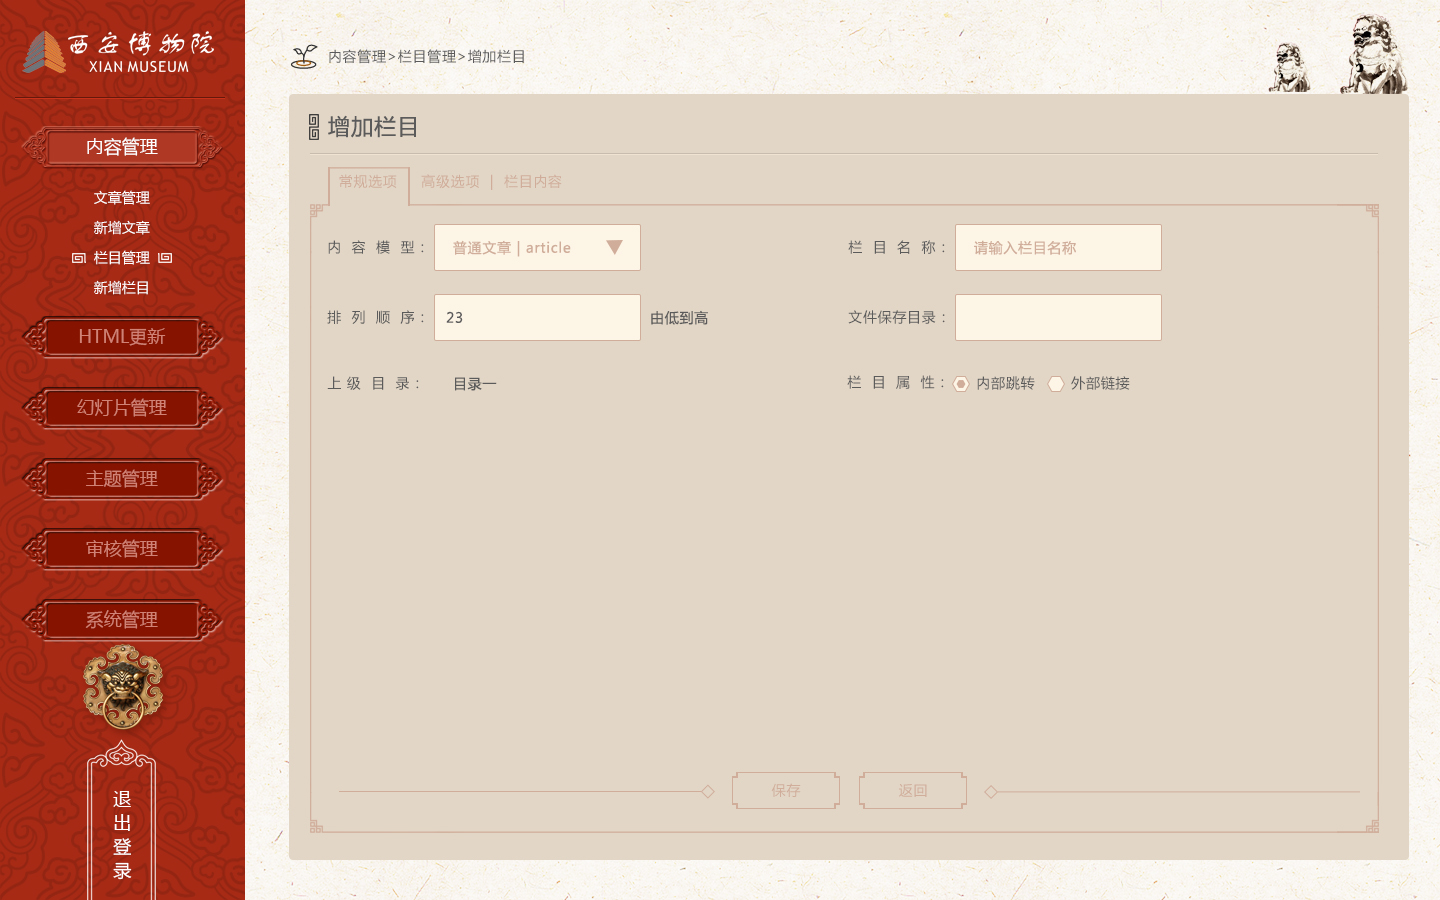 西安博物院
XIAN MUSEUM
内容管理
文章管理
新增文章
栏目管理
新增栏目
HTML更新
幻灯片管理
主题管理
审核管理
系统管理
退出登录
内容管理>栏目管理>增加栏目
增加栏目
常规选项 高级选项 | 栏目内容
内容模型: 普通文章 | article 栏目名称: 请输入栏目名称
排列顺序: 23 由低到高 文件保存目录:
上级目录: 目录一 栏目属性: 内部跳转 外部链接
保存 返回